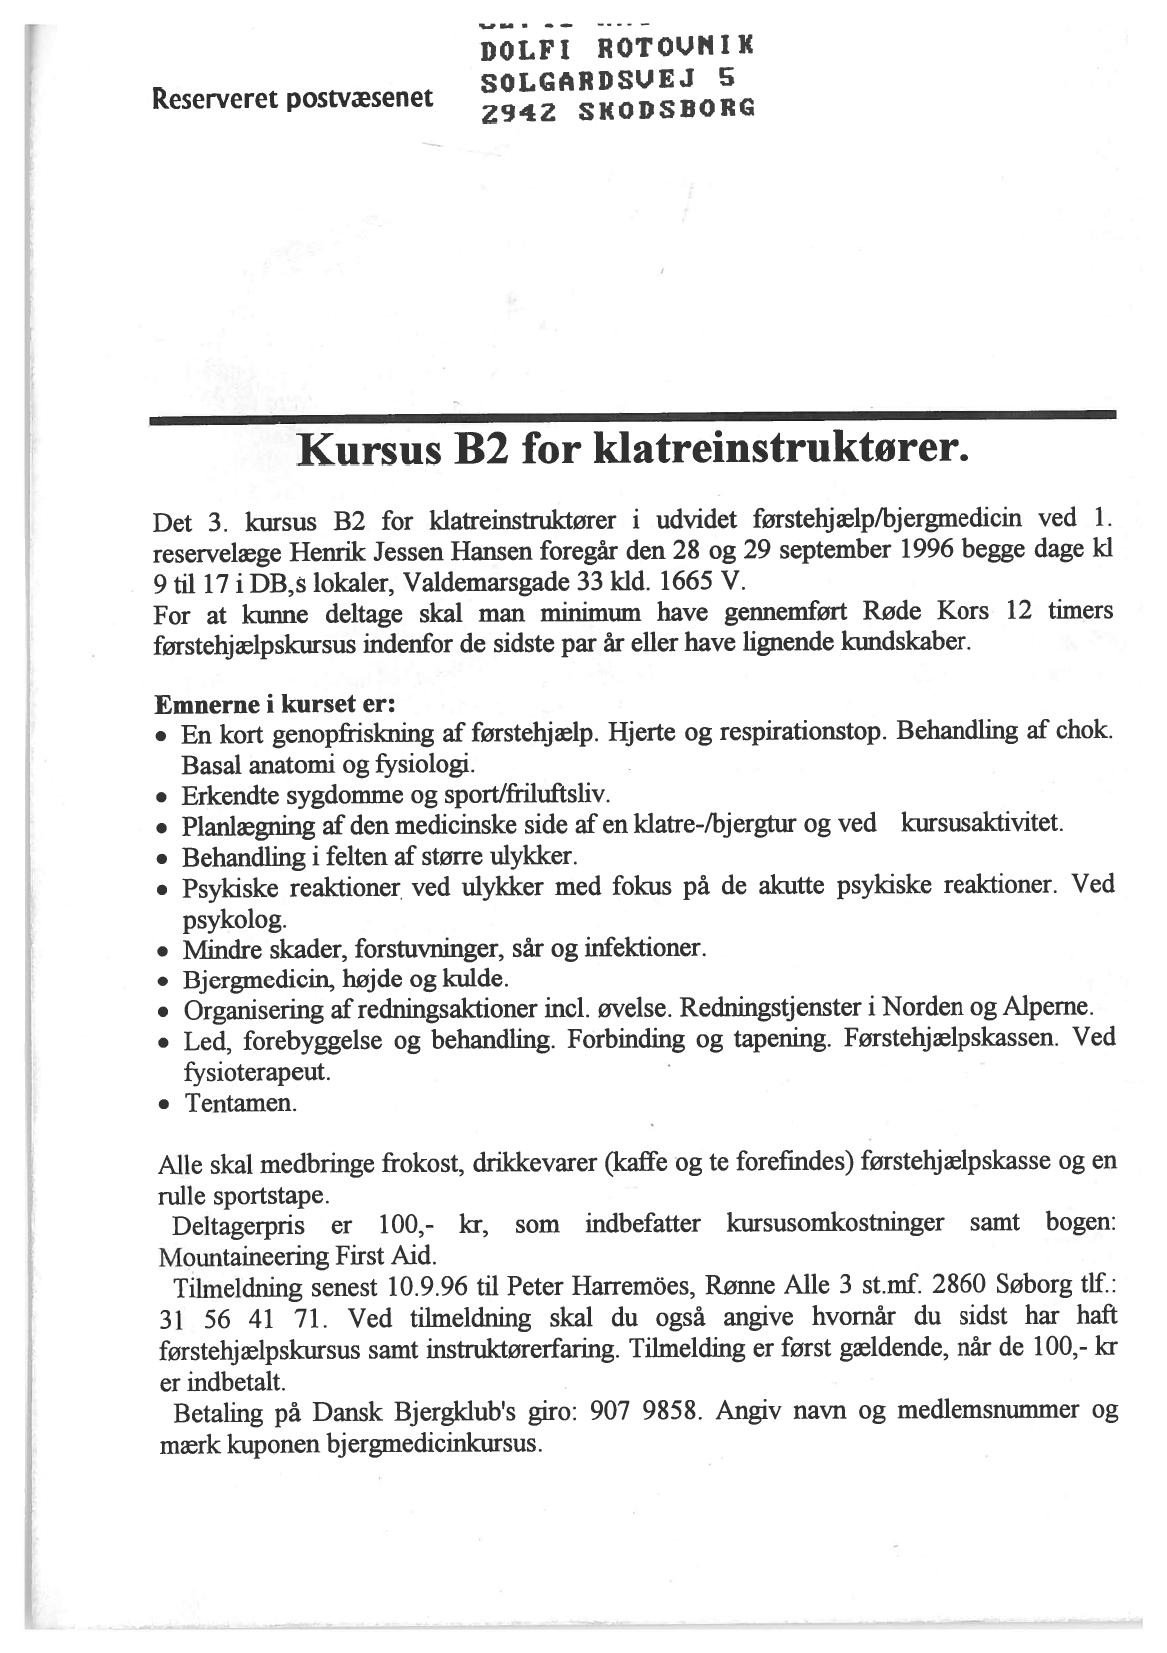 DOLFI ROTOVNIK
SOLGARDSVEJ 5
Reserveret postvæsenet
2942 SKODSBORG
Kursus B2 for klatreinstruktører.
Det 3. kursus B2 for klatreinstruktører i udvidet førstehjælp/bjergmedicin ved 1.
reservelæge Henrik Jessen Hansen foregår den 28 og 29 september 1996 begge dage kl
9 til 17 i DB,s lokaler, Valdemarsgade 33 kld. 1665 V.
For at kunne deltage skal man minimum have gennemført Røde Kors 12 timers
førstehjælpskursus indenfor de sidste par år eller have lignende kundskaber.
Emnerne i kurset er:
• En kort genopfriskning af førstehjælp. Hjerte og respirationstop. Behandling af chok.
Basal anatomi og fysiologi.
• Erkendte sygdomme og sport/friluftsliv.
• Planlægning af den medicinske side af en klatre-/bjergtur og ved kursusaktivitet.
• Behandling i felten af større ulykker.
• Psykiske reaktioner ved ulykker med fokus på de akutte psykiske reaktioner. Ved
psykolog.
• Mindre skader, forstuvninger, sår og infektioner.
• Bjergmedicin, højde og kulde.
• Organisering af redningsaktioner incl. øvelse. Redningstjenster i Norden og Alperne.
• Led, forebyggelse og behandling. Forbinding og tapening. Førstehjælpskassen. Ved
fysioterapeut.
• Tentamen.
Alle skal medbringe frokost, drikkevarer (kaffe og te forefindes) førstehjælpskasse og en
rulle sportstape.
Deltagerpris er 100,- kr, som indbefatter kursusomkostninger samt bogen:
Mountaineering First Aid.
Tilmeldning senest 10.9.96 til Peter Harremöes, Rønne Alle 3 st.mf. 2860 Søborg tlf.:
31 56 41 71. Ved tilmeldning skal du også angive hvornår du sidst har haft
førstehjælpskursus samt instruktørerfaring. Tilmelding er først gældende, når de 100,- kr
er indbetalt.
Betaling på Dansk Bjergklub's giro: 907 9858. Angiv navn og medlemsnummer og
mærk kuponen bjergmedicinkursus.